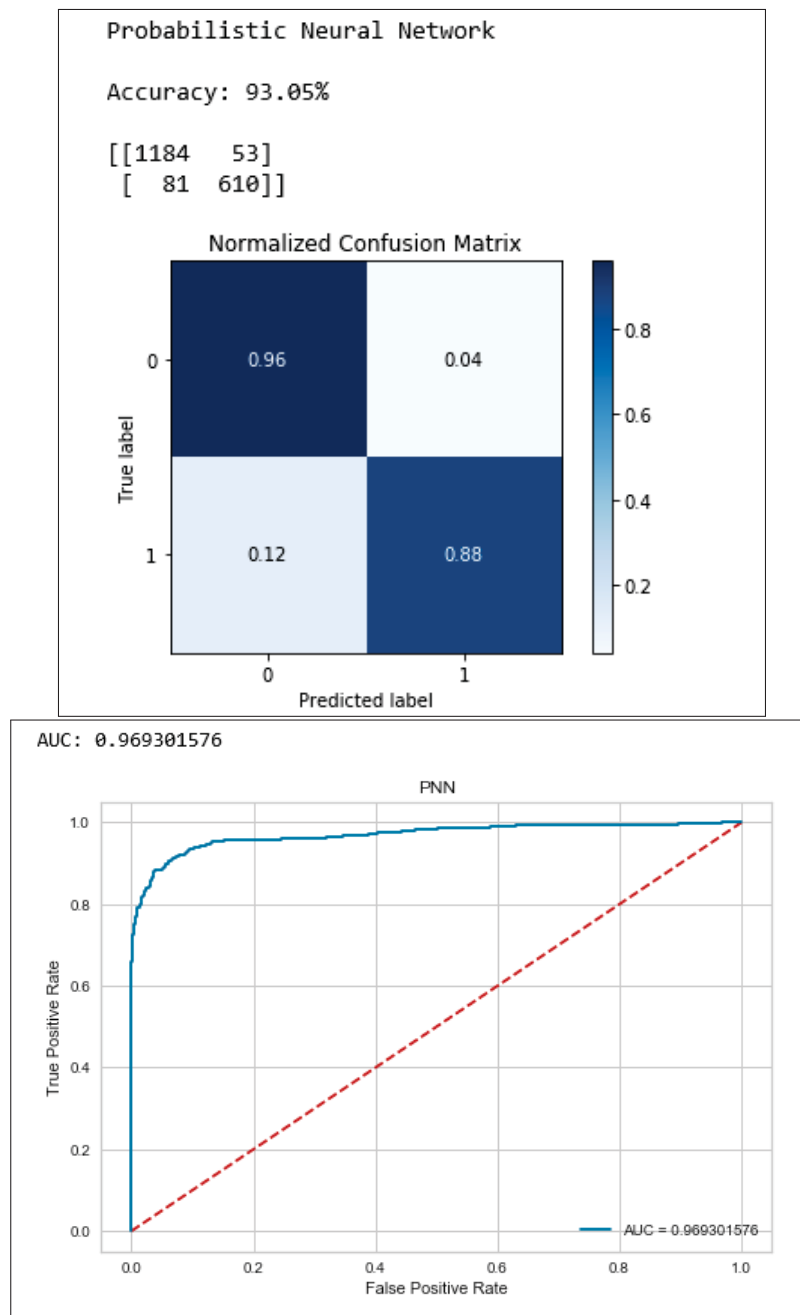 Probabilistic Neural Network
Accuracy: 93.05%
[[1184   53]
 [  81  610]]
Normalized Confusion Matrix
0.96 0.04
0.12 0.88
0
1
True label
0 1
Predicted label
0.8
0.6
0.4
0.2
AUC: 0.969301576
PNN
1.0
0.8
0.6
0.4
0.2
0.0
True Positive Rate
AUC = 0.969301576
0.0 0.2 0.4 0.6 0.8 1.0
False Positive Rate